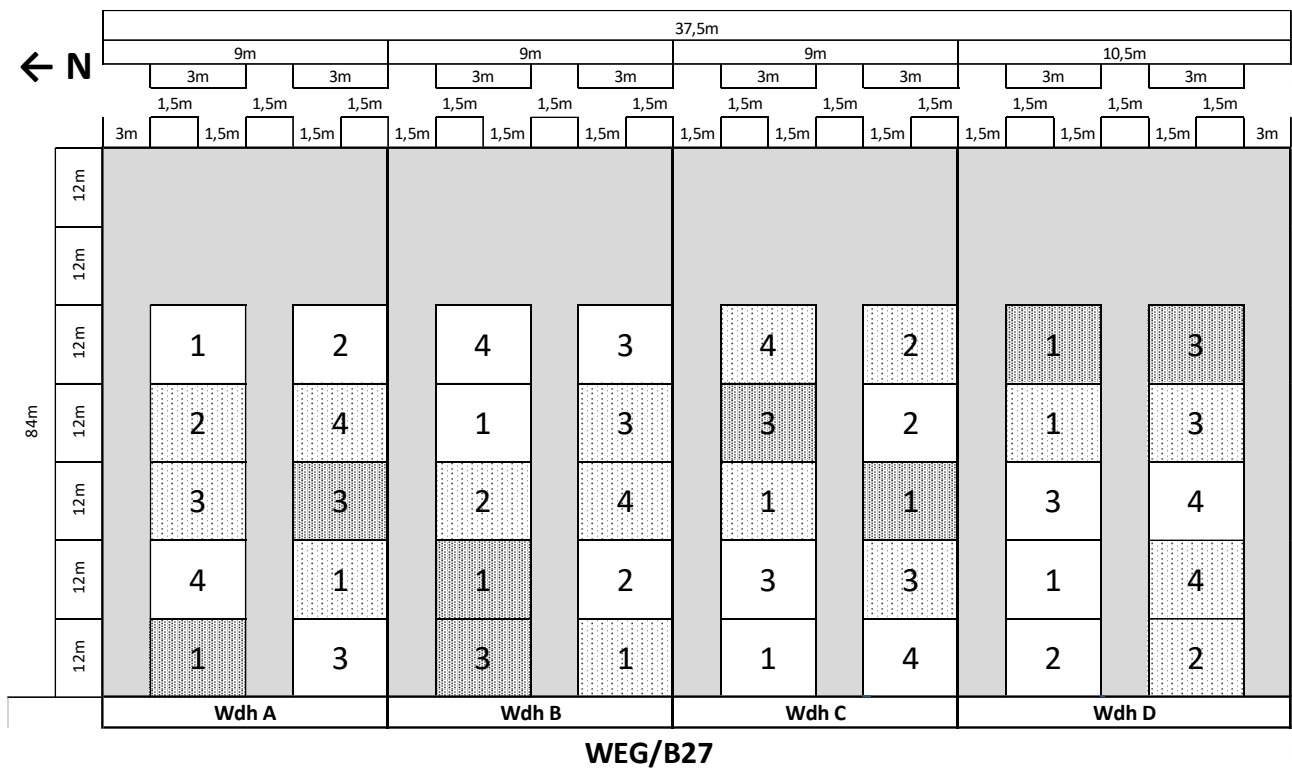 37,5m
← N
9m 9m 9m 10,5m
3m 3m 3m 3m 3m 3m 3m 3m
1,5m 1,5m 1,5m 1,5m 1,5m 1,5m 1,5m 1,5m 1,5m 1,5m 1,5m 1,5m
3m 1,5m 1,5m 1,5m 1,5m 1,5m 1,5m 1,5m 1,5m 1,5m 1,5m 1,5m 3m
12m
12m
12m 1 2 4 3 4 2 1 3
84m
12m 2 4 1 3 3 2 1 3
12m 3 3 2 4 1 1 3 4
12m 4 1 1 2 3 3 1 4
12m 1 3 3 1 1 4 2 2
Wdh A Wdh B Wdh C Wdh D
WEG/B27